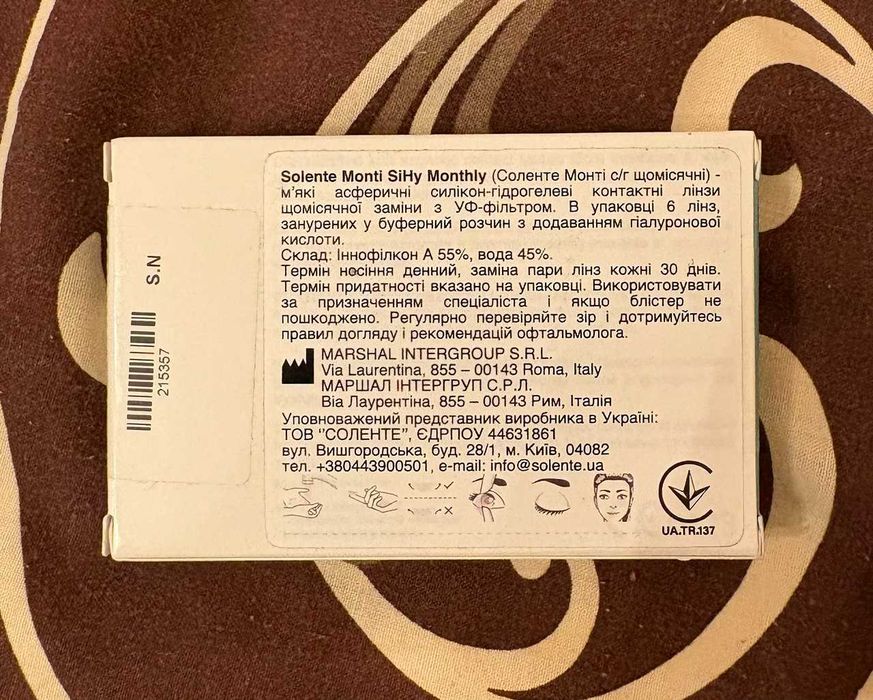 Solente Monti SiHy Monthly (Соленте Монті с/г щомісячні) -
м'які асферичні силікон-гідрогелеві контактні лінзи
щомісячної заміни з УФ-фільтром. В упаковці 6 лінз,
занурених у буферний розчин з додаванням гіалуронової
кислоти.
Склад: Іннофілкон А 55%, вода 45%.
Термін носіння денний, заміна пари лінз кожні 30 днів.
Термін придатності вказано на упаковці. Використовувати
за призначенням спеціаліста і якщо блістер не
пошкоджено. Регулярно перевіряйте зір і дотримуйтесь
правил догляду і рекомендацій офтальмолога.
MARSHAL INTERGROUP S.R.L.
Via Laurentina, 855 – 00143 Roma, Italy
МАРШАЛ ІНТЕРГРУП С.Р.Л.
Віа Лаурентіна, 855 – 00143 Рим, Італія
Уповноважений представник виробника в Україні:
ТОВ "СОЛЕНТЕ", ЄДРПОУ 44631861
вул. Вишгородська, буд. 28/1, м. Київ, 04082
тел. +380443900501, e-mail: info@solente.ua
UA.TR.137
S.N
215357